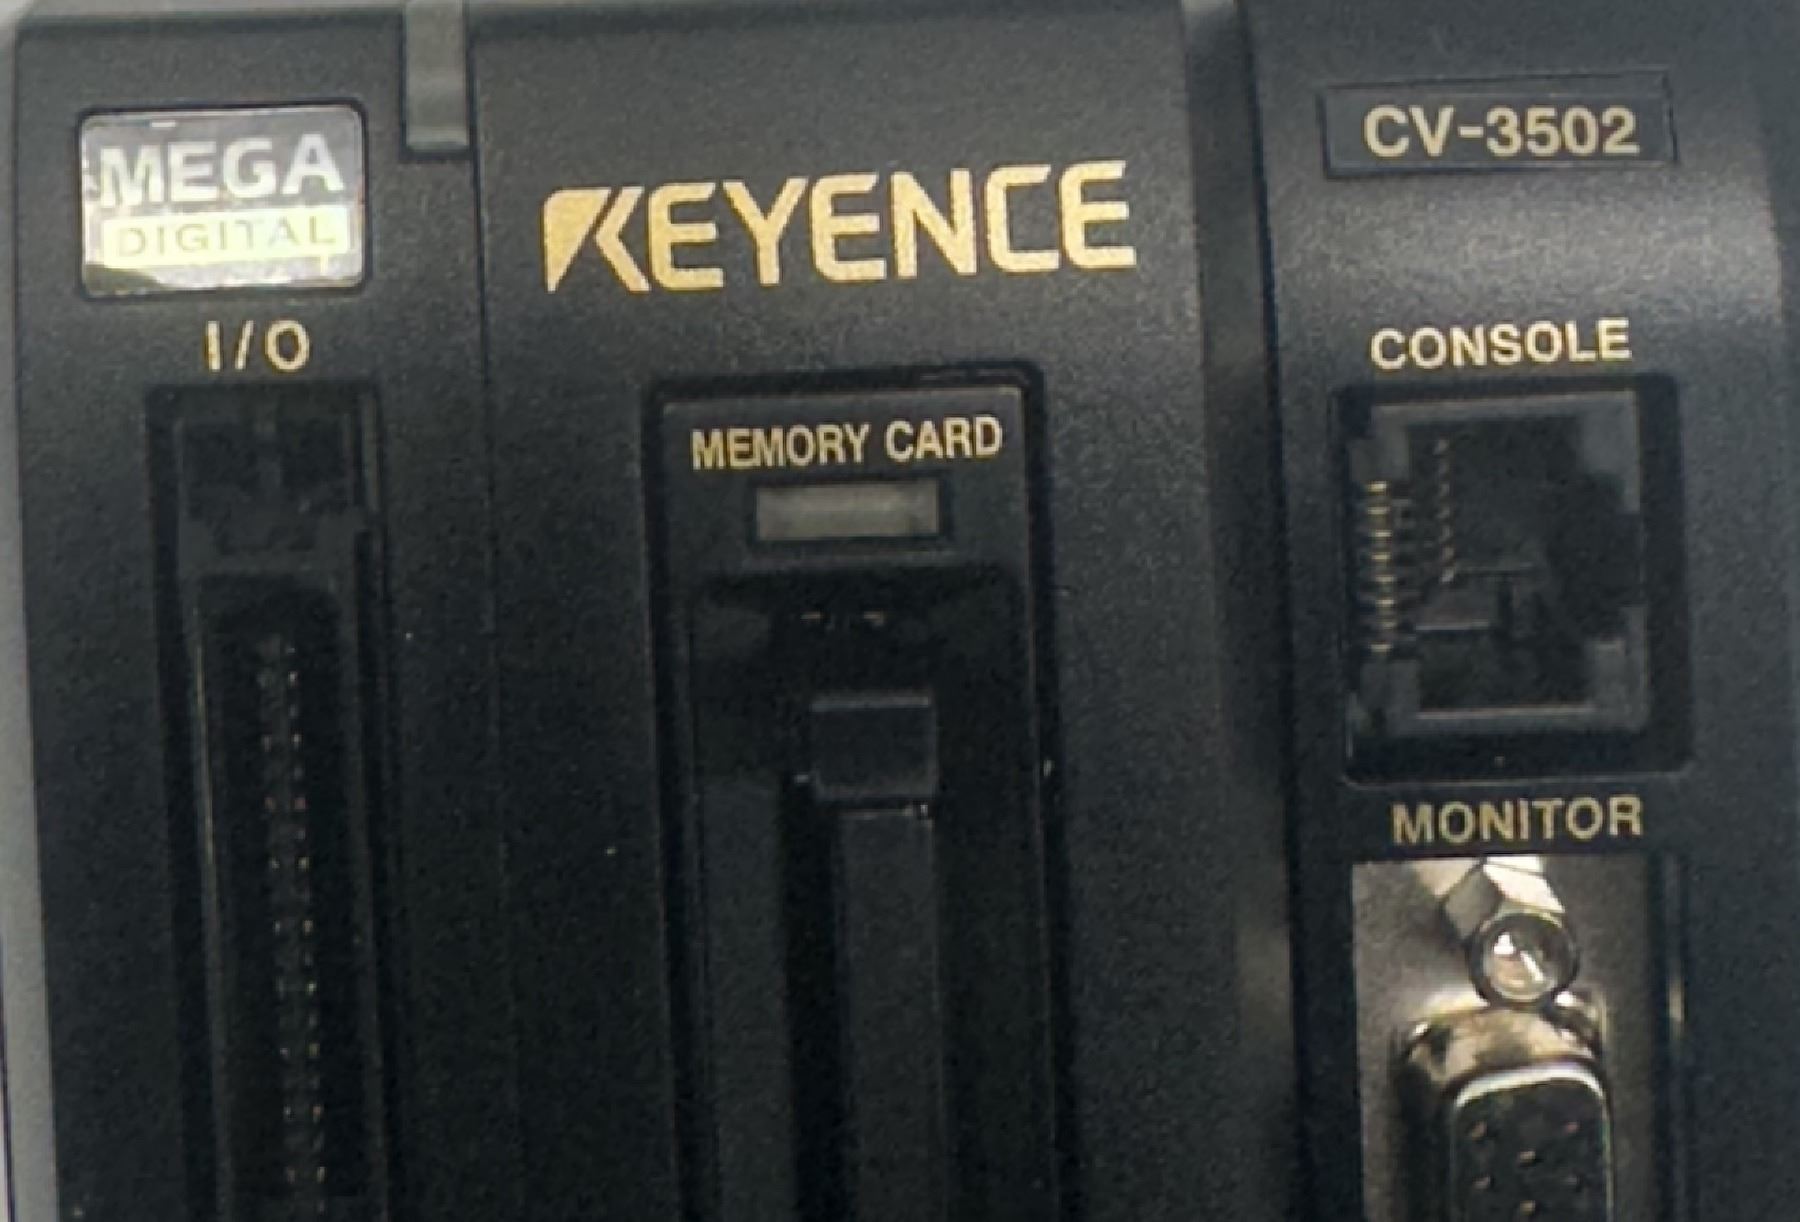 MEGA
DIGITAL
I/O
KEYENCE
MEMORY CARD
CV-3502
CONSOLE
MONITOR